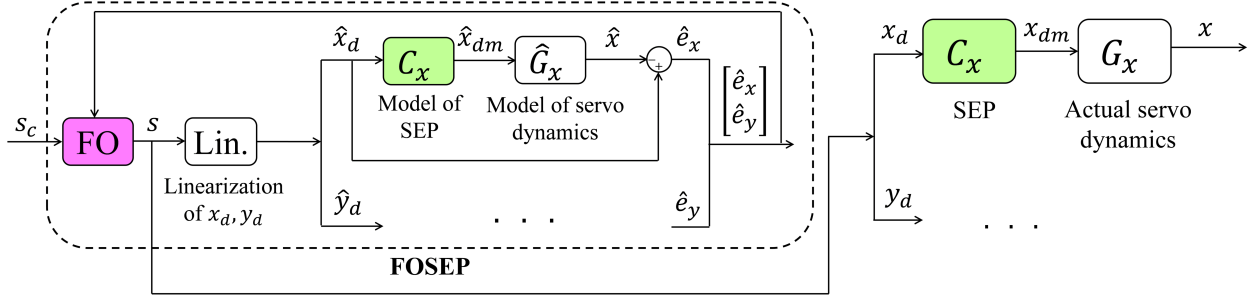 s_c
FO
s
Lin.
Linearization
of x_d, y_d
x̂_d
C_x
Model of
SEP
x̂_dm
Ĝ_x
Model of servo
dynamics
x̂
-
+
ê_x
[ê_x
ê_y]
ŷ_d
. . .
ê_y
FOSEP
x_d
C_x
SEP
x_dm
G_x
Actual servo
dynamics
x
y_d
. . .